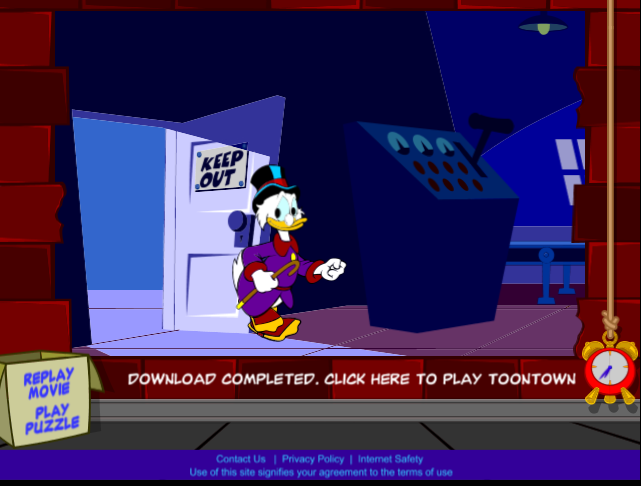 KEEP
OUT
DOWNLOAD COMPLETED. CLICK HERE TO PLAY TOONTOWN
REPLAY
MOVIE
PLAY
PUZZLE
Contact Us | Privacy Policy | Internet Safety
Use of this site signifies your agreement to the terms of use